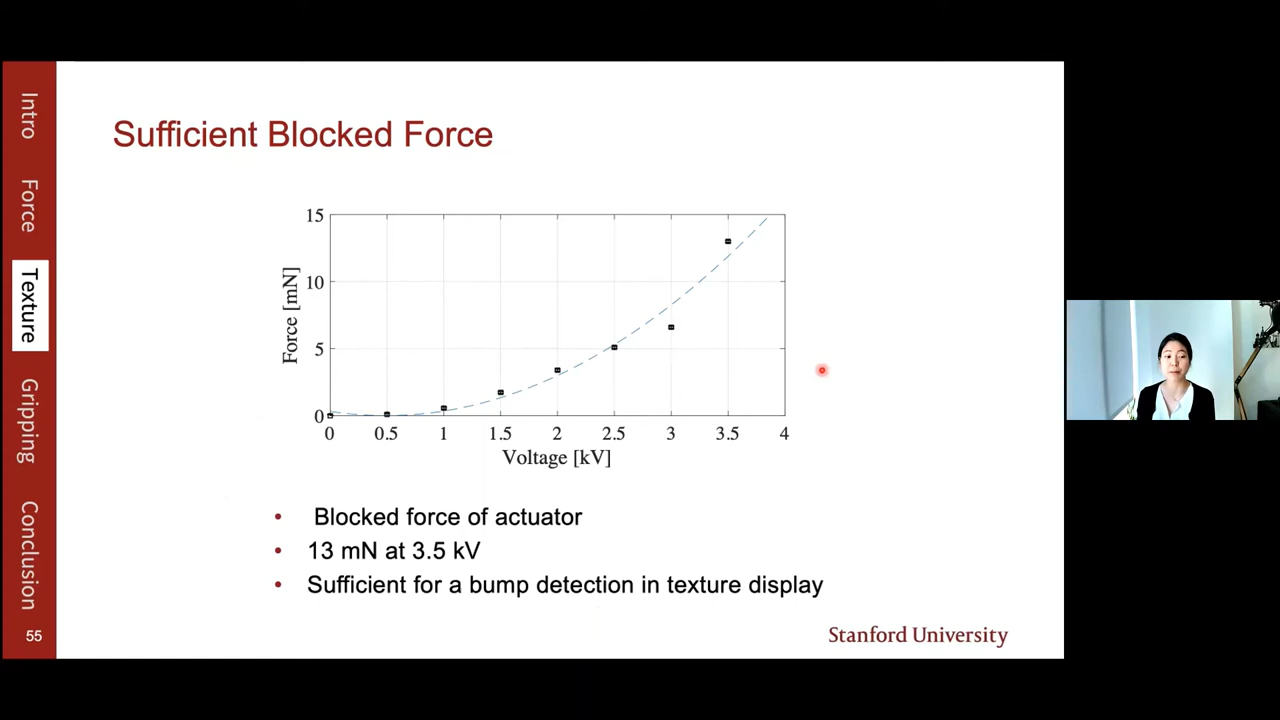 Intro
Force
Texture
Gripping
Conclusion
55
Sufficient Blocked Force
15
10
5
0
Force [mN]
0 0.5 1 1.5 2 2.5 3 3.5 4
Voltage [kV]
• Blocked force of actuator
• 13 mN at 3.5 kV
• Sufficient for a bump detection in texture display
Stanford University